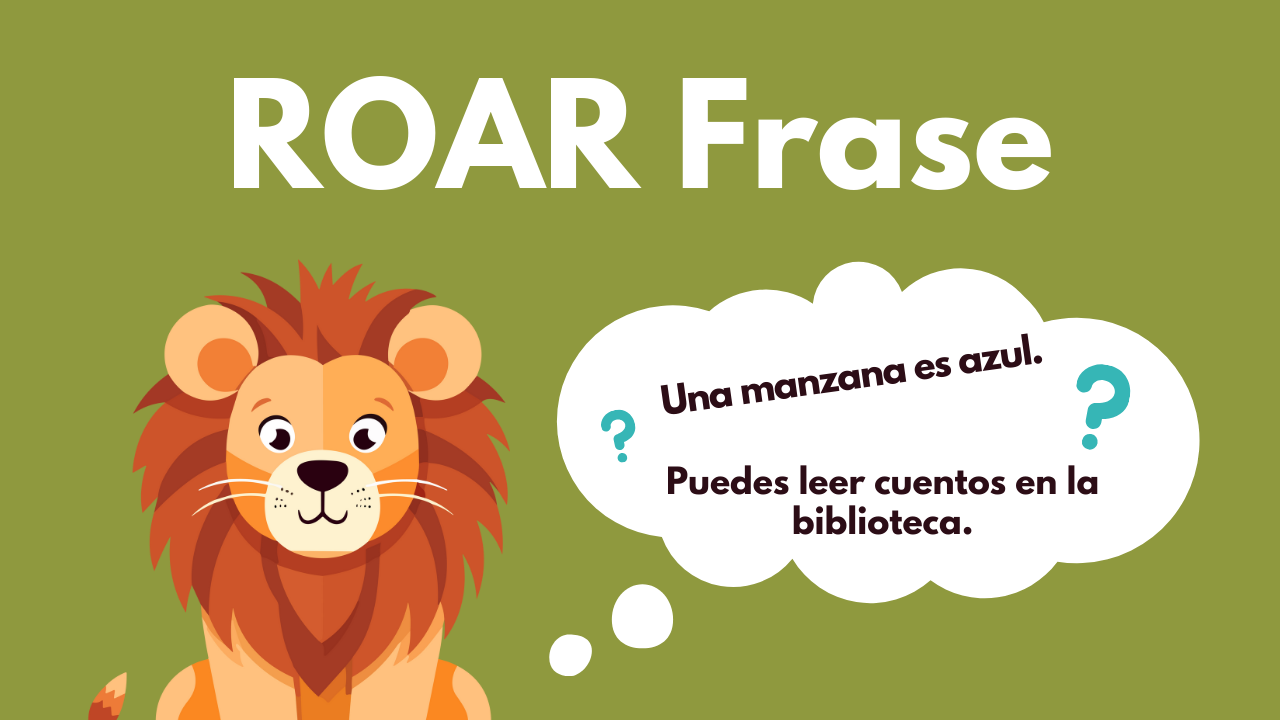 ROAR Frase
Una manzana es azul.
?
?
Puedes leer cuentos en la
biblioteca.